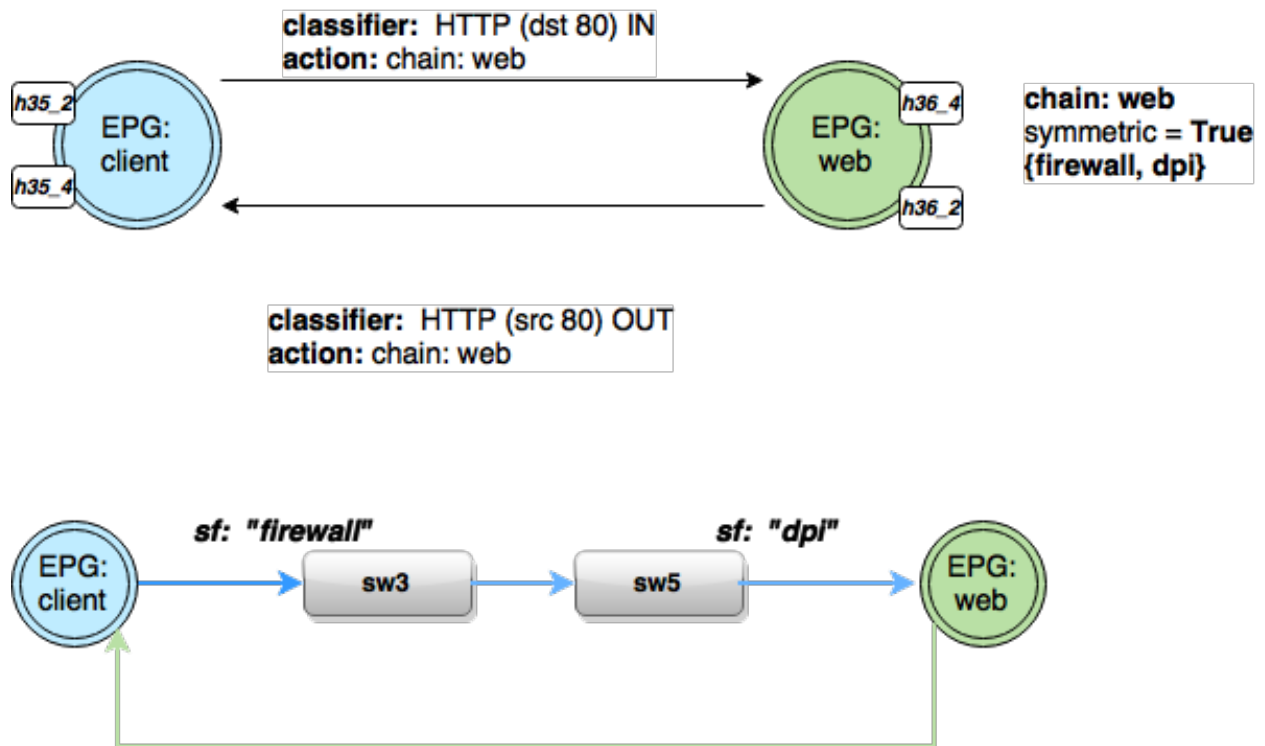 classifier: HTTP (dst 80) IN
action: chain: web
h35_2
EPG:
client
h35_4
EPG:
web
h36_4
h36_2
chain: web
symmetric = True
{firewall, dpi}
classifier: HTTP (src 80) OUT
action: chain: web
sf: "firewall"
sf: "dpi"
EPG:
client
sw3
sw5
EPG:
web